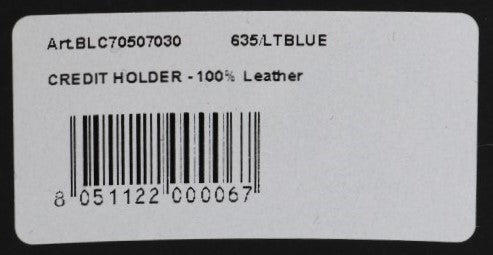 Art.BLC70507030 635/LTBLUE
CREDIT HOLDER - 100% Leather
8 051122 000067